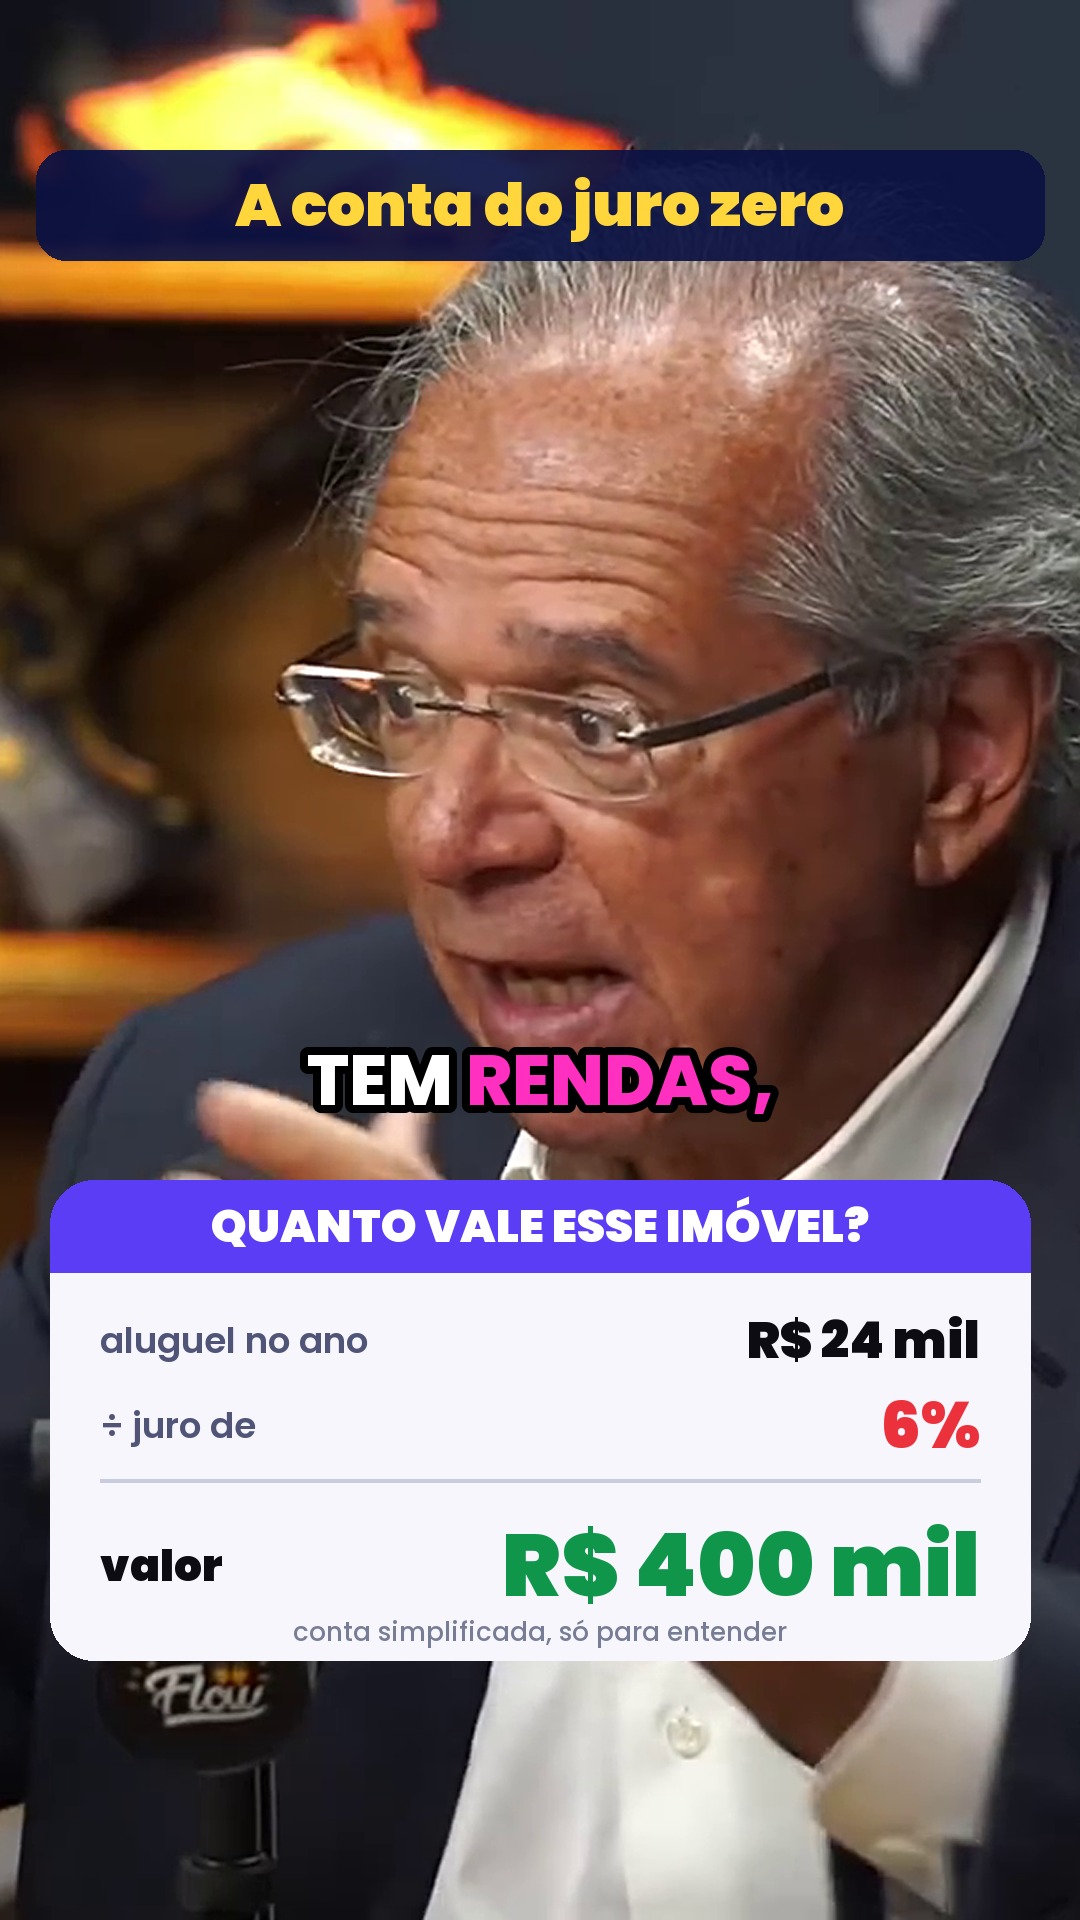 A conta do juro zero
TEM RENDAS,
QUANTO VALE ESSE IMÓVEL?
aluguel no ano R$ 24 mil
÷ juro de 6%
valor R$ 400 mil
conta simplificada, só para entender
Flow